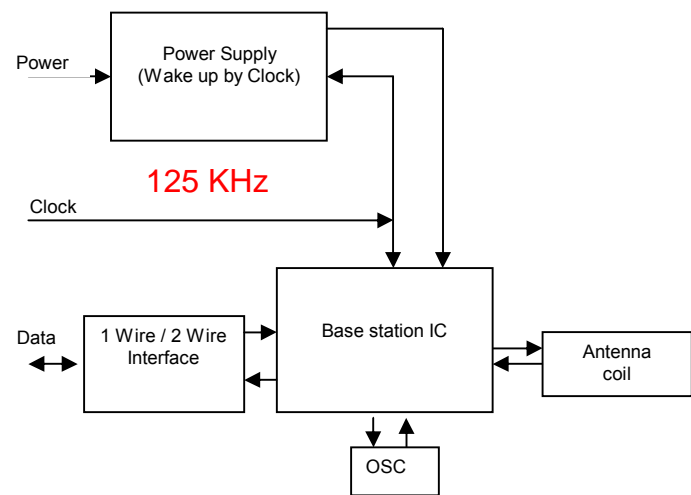 Power
Power Supply
(Wake up by Clock)
125 KHz
Clock
Data
1 Wire / 2 Wire
Interface
Base station IC
Antenna
coil
OSC